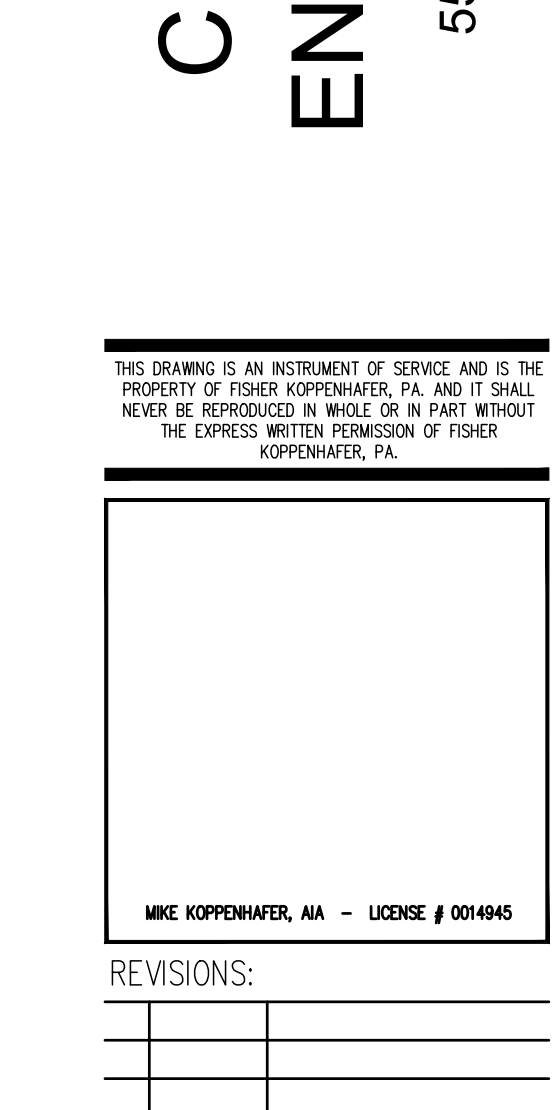 C
EN
55
THIS DRAWING IS AN INSTRUMENT OF SERVICE AND IS THE
PROPERTY OF FISHER KOPPENHAFER, PA. AND IT SHALL
NEVER BE REPRODUCED IN WHOLE OR IN PART WITHOUT
THE EXPRESS WRITTEN PERMISSION OF FISHER
KOPPENHAFER, PA.
MIKE KOPPENHAFER, AIA – LICENSE # 0014945
REVISIONS: